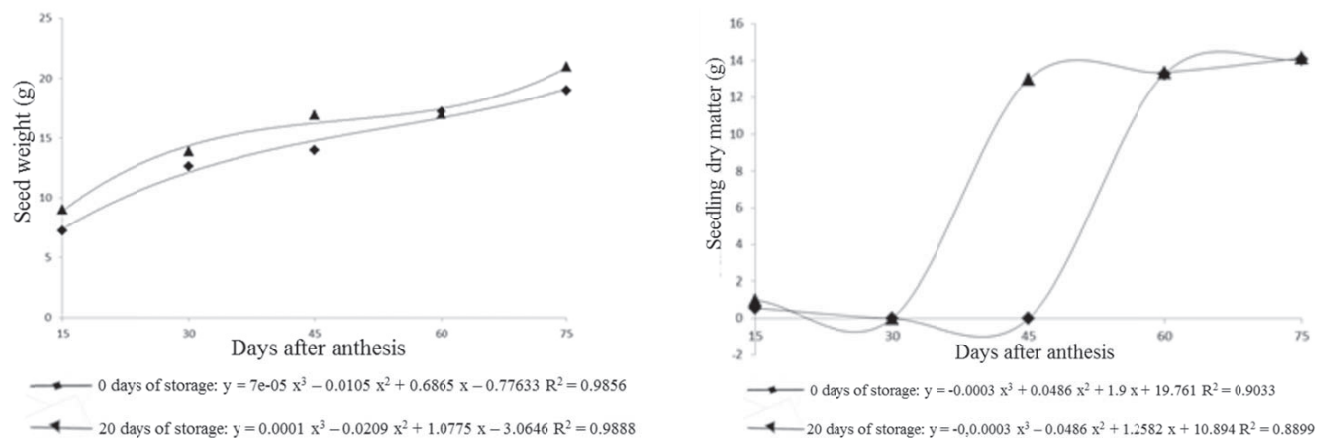 25
20
15
10
5
0
Seed weight (g)
15 30 45 60 75
Days after anthesis
0 days of storage: y = 7e-05 x³ – 0.0105 x² + 0.6865 x – 0.77633 R² = 0.9856
20 days of storage: y = 0.0001 x³ – 0.0209 x² + 1.0775 x – 3.0646 R² = 0.9888
16
14
12
10
8
6
4
2
0
-2
Seedling dry matter (g)
15 30 45 60 75
Days after anthesis
0 days of storage: y = -0.0003 x³ + 0.0486 x² + 1.9 x + 19.761 R² = 0.9033
20 days of storage: y = -0,0.0003 x³ – 0.0486 x² + 1.2582 x + 10.894 R² = 0.8899